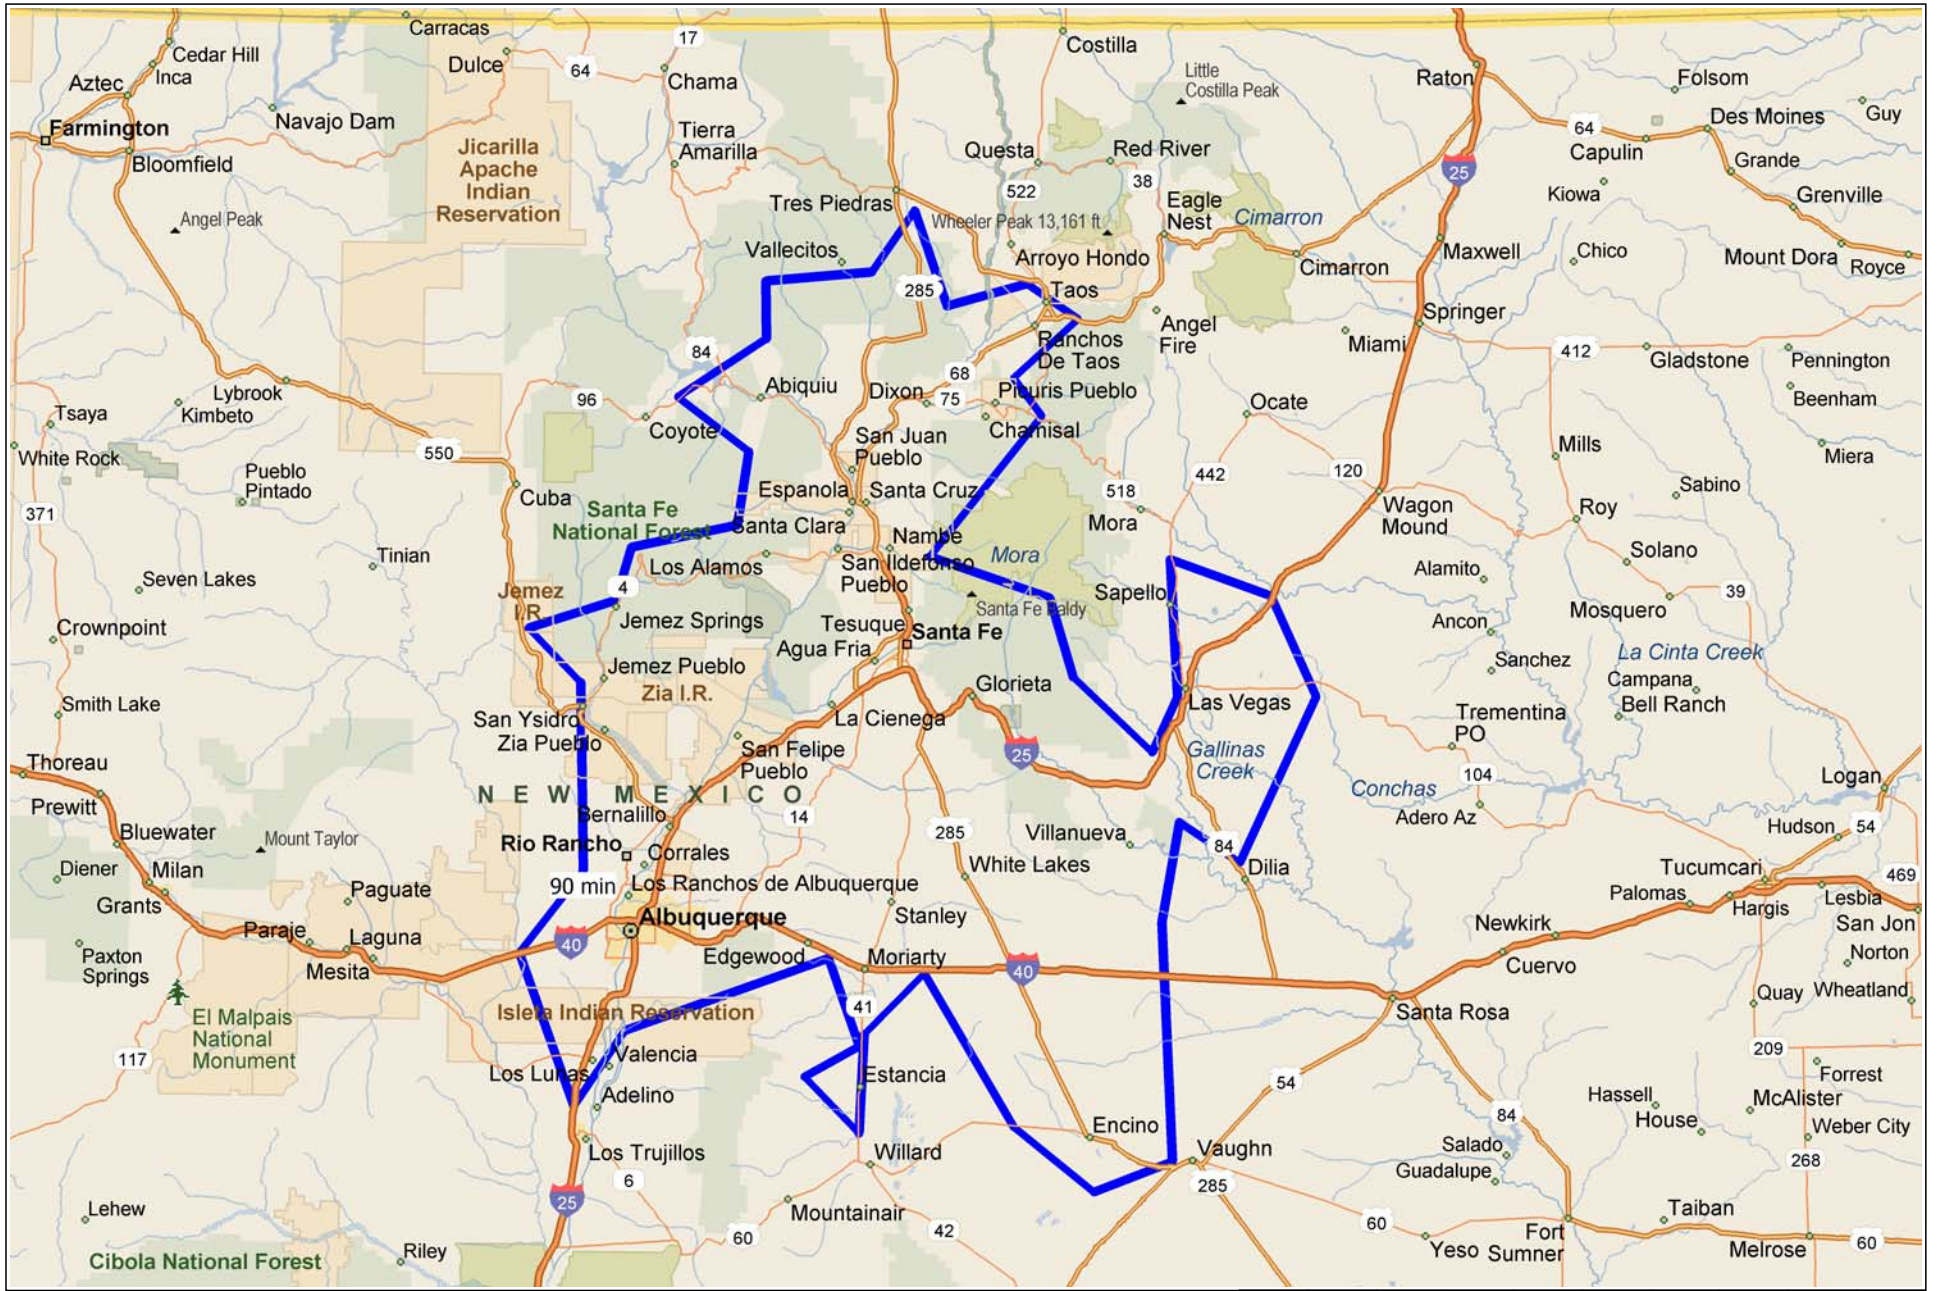 Carracas
17
Costilla
Cedar Hill
Dulce
64
Inca
Chama
Aztec
Raton
Little
Costilla Peak
Folsom
Guy
Navajo Dam
Farmington
Bloomfield
Jicarilla
Apache
Indian
Reservation
Tierra
Amarilla
Questa
Red River
64
Des Moines
Capulin
Grande
25
Kiowa
Grenville
522
38
Tres Piedras
Angel Peak
Wheeler Peak 13,161 ft
Eagle
Nest
Cimarron
Vallecitos
Arroyo Hondo
Cimarron
Maxwell
Chico
Mount Dora
Royce
285
Taos
Angel
Fire
Springer
Miami
Ranchos
De Taos
84
412
Gladstone
Pennington
Lybrook
Kimbeto
96
Abiquiu
Dixon
68
75
Picuris Pueblo
Beenham
Tsaya
Coyote
Chamisal
Ocate
White Rock
550
San Juan
Pueblo
Mills
Miera
Pueblo
Pintado
Cuba
Espanola
Santa Cruz
518
442
120
Sabino
371
Santa Fe
National Forest
Santa Clara
Mora
Wagon
Mound
Roy
Nambe
Tinian
Los Alamos
San Ildefonso
Pueblo
Mora
Solano
Seven Lakes
Jemez
I.R.
4
Sapello
Alamito
39
Santa Fe Baldy
Mosquero
Crownpoint
Jemez Springs
Tesuque
Santa Fe
Ancon
Agua Fria
La Cinta Creek
Jemez Pueblo
Sanchez
Campana
Zia I.R.
Glorieta
Bell Ranch
Smith Lake
San Ysidro
La Cienega
Las Vegas
Trementina
PO
Zia Pueblo
San Felipe
Pueblo
25
Gallinas
Creek
Thoreau
Conchas
104
Logan
Prewitt
NEW MEXICO
Bernalillo
14
Adero Az
Bluewater
Mount Taylor
Rio Rancho
Corrales
285
Villanueva
84
Hudson
54
Diener
Milan
White Lakes
Dilia
Tucumcari
469
Paguate
90 min
Los Ranchos de Albuquerque
Palomas
Hargis
Lesbia
Grants
Albuquerque
Stanley
San Jon
Paraje
Laguna
40
Newkirk
Paxton
Springs
Mesita
Edgewood
Moriarty
40
Cuervo
Norton
El Malpais
National
Monument
Isleta Indian Reservation
41
Santa Rosa
Quay
Wheatland
117
Valencia
209
Los Lunas
Estancia
54
Forrest
Adelino
Hassell
House
McAlister
84
Encino
Weber City
Los Trujillos
Willard
Vaughn
Salado
Guadalupe
268
6
285
25
Lehew
Mountainair
Taiban
60
42
60
Riley
Yeso
Fort
Sumner
Melrose
60
Cibola National Forest